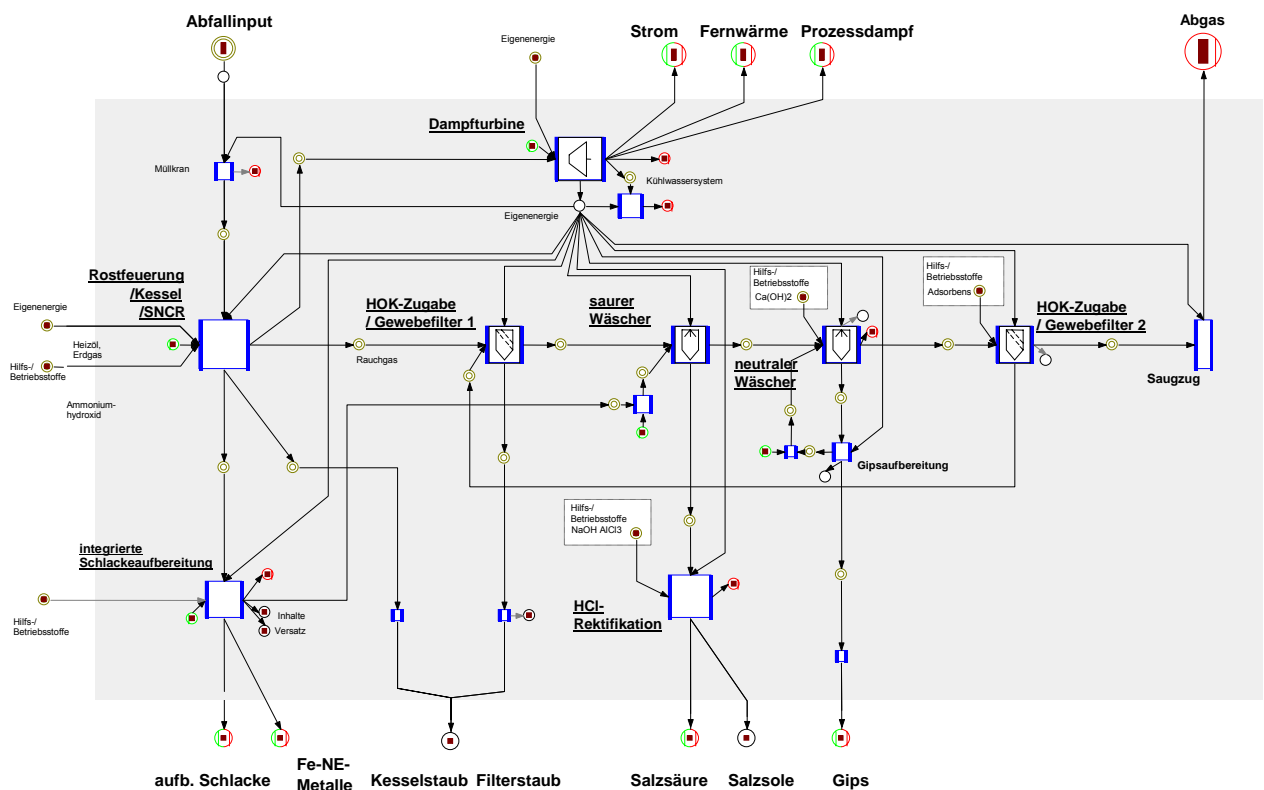 Abfallinput
Eigenenergie
Strom
Fernwärme
Prozessdampf
Abgas
Dampfturbine
Müllkran
Kühlwassersystem
Eigenenergie
Rostfeuerung
/Kessel
/SNCR
Eigenenergie
Heizöl,
Erdgas
Hilfs-/
Betriebsstoffe
Ammonium-
hydroxid
Rauchgas
HOK-Zugabe
/ Gewebefilter 1
saurer
Wäscher
Hilfs-/
Betriebsstoffe
Ca(OH)2
neutraler
Wäscher
Hilfs-/
Betriebsstoffe
Adsorbens
HOK-Zugabe
/ Gewebefilter 2
Saugzug
Gipsaufbereitung
Hilfs-/
Betriebsstoffe
NaOH AlCl3
integrierte
Schlackeaufbereitung
Hilfs-/
Betriebsstoffe
Inhalte
Versatz
HCl-
Rektifikation
aufb. Schlacke
Fe-NE-
Metalle
Kesselstaub
Filterstaub
Salzsäure
Salzsole
Gips